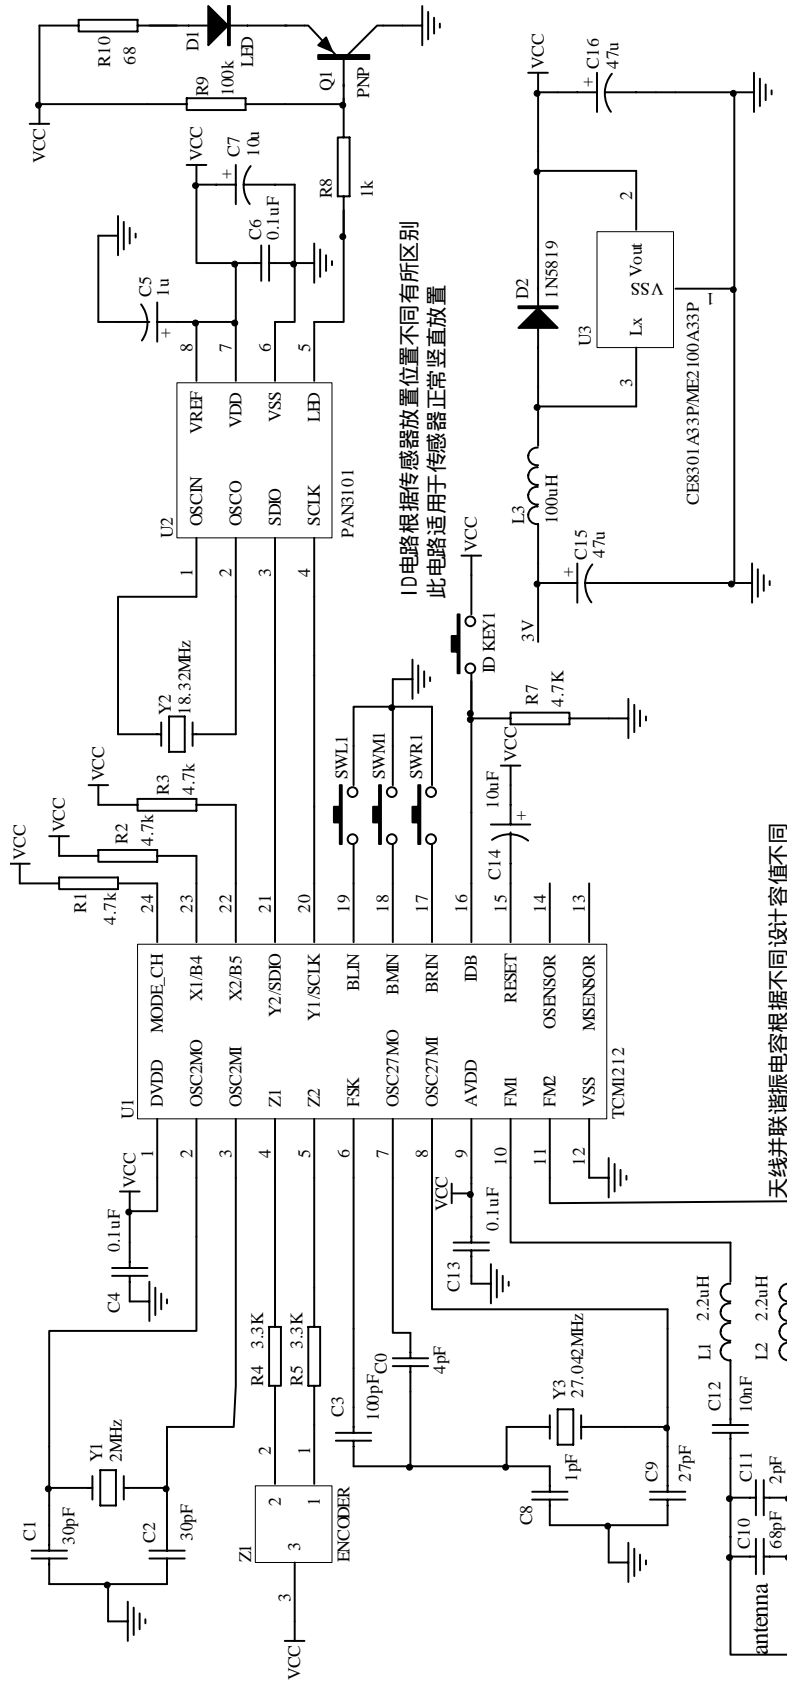 VCC
R10
68
D1
LED
Q1
PNP
R9
100k
VCC
C7
10u
C6
0.1uF
R8
1k
C5
1u
8
7
6
5
VREF
VDD
VSS
LED
OSCIN
OSCO
SDIO
SCLK
U2
PAN3101
1
2
3
4
Y2
18.32MHz
VCC
R3
4.7k
VCC
R2
4.7k
VCC
R1
4.7k
ID电路根据传感器放置位置不同有所区别
此电路适用于传感器正常竖直放置
VCC
C16
47u
D2
1N5819
U3
Lx
VSS
Vout
2
1
3
CE8301A33P/ME2100A33P
L3
100uH
C15
47u
3V
VCC
ID KEY1
R7
4.7K
SWL1
SWM1
SWR1
VCC
10uF
C14
24
23
22
21
20
19
18
17
16
15
14
13
MODE_CH
X1/B4
X2/B5
Y2/SDIO
Y1/SCLK
BLIN
BMIN
BRIN
IDB
RESET
OSENSOR
MSENSOR
U1
DVDD
OSC2MO
OSC2MI
Z1
Z2
FSK
OSC27MO
OSC27MI
AVDD
FM1
FM2
VSS
TCM1212
1
2
3
4
5
6
7
8
9
10
11
12
VCC
0.1uF
C4
VCC
0.1uF
C13
R4
3.3K
R5
3.3K
C0
4pF
C3
100pF
Y1
2MHz
C1
30pF
C2
30pF
2
1
2
1
3
Z1
ENCODER
3
VCC
Y3
27.042MHz
C8
1pF
C9
27pF
天线并联谐振电容根据不同设计容值不同
L1
2.2uH
L2
2.2uH
C12
10nF
C11
2pF
C10
68pF
antenna